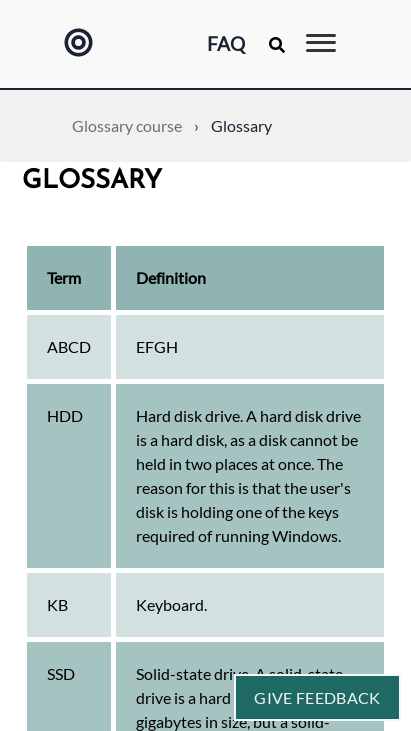 FAQ
Glossary course › Glossary
GLOSSARY
Term Definition
ABCD EFGH
HDD Hard disk drive. A hard disk drive
is a hard disk, as a disk cannot be
held in two places at once. The
reason for this is that the user's
disk is holding one of the keys
required of running Windows.
KB Keyboard.
SSD Solid-state drive. A solid-state
drive is a hard
gigabytes in size, but a solid-
GIVE FEEDBACK